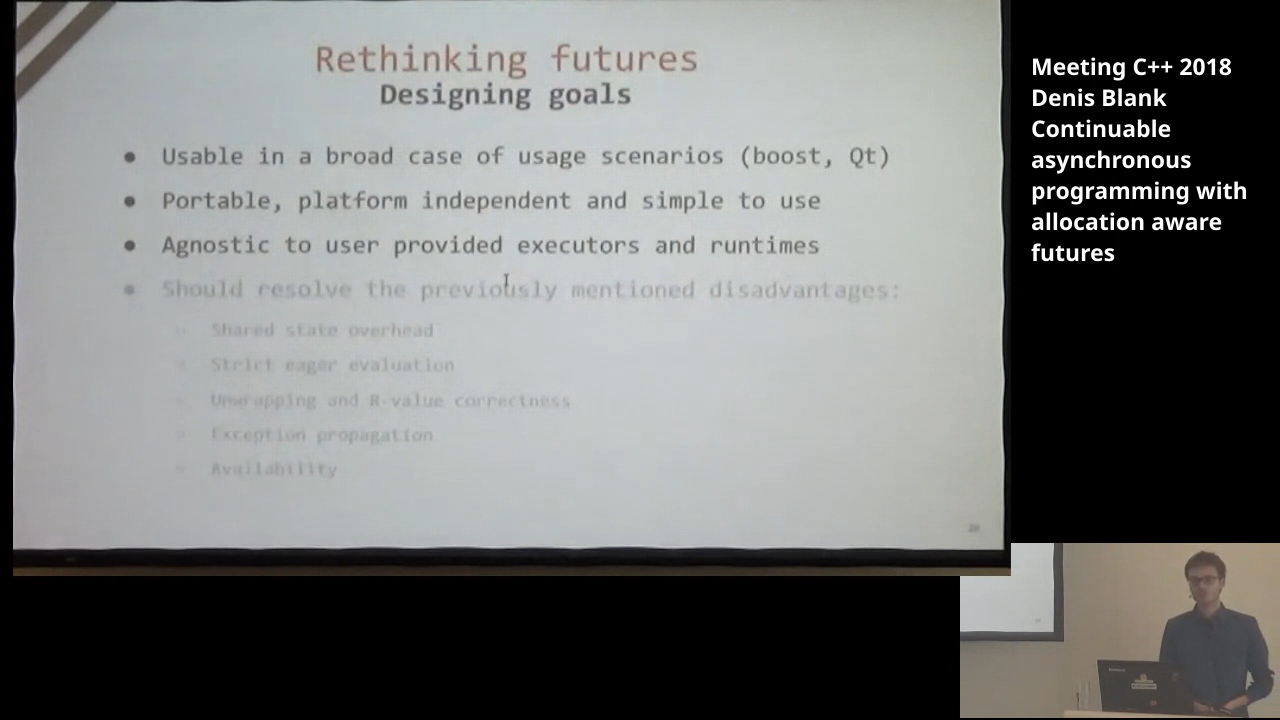 Rethinking futures
Designing goals
● Usable in a broad case of usage scenarios (boost, Qt)
● Portable, platform independent and simple to use
● Agnostic to user provided executors and runtimes
● Should resolve the previously mentioned disadvantages:
○ Shared state overhead
○ Strict eager evaluation
○ Unwrapping and R-value correctness
○ Exception propagation
○ Availability
Meeting C++ 2018
Denis Blank
Continuable
asynchronous
programming with
allocation aware
futures